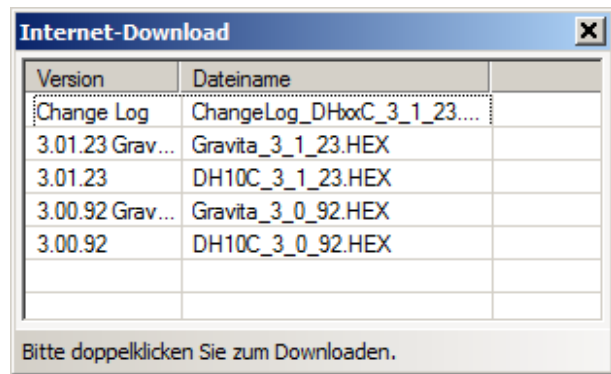 Internet-Download
Version Dateiname
Change Log ChangeLog_DHxxC_3_1_23....
3.01.23 Grav... Gravita_3_1_23.HEX
3.01.23 DH10C_3_1_23.HEX
3.00.92 Grav... Gravita_3_0_92.HEX
3.00.92 DH10C_3_0_92.HEX
Bitte doppelklicken Sie zum Downloaden.